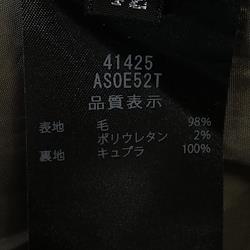 41425
ASOE52T
品質表示
表地 毛 98%
ポリウレタン 2%
裏地 キュプラ 100%